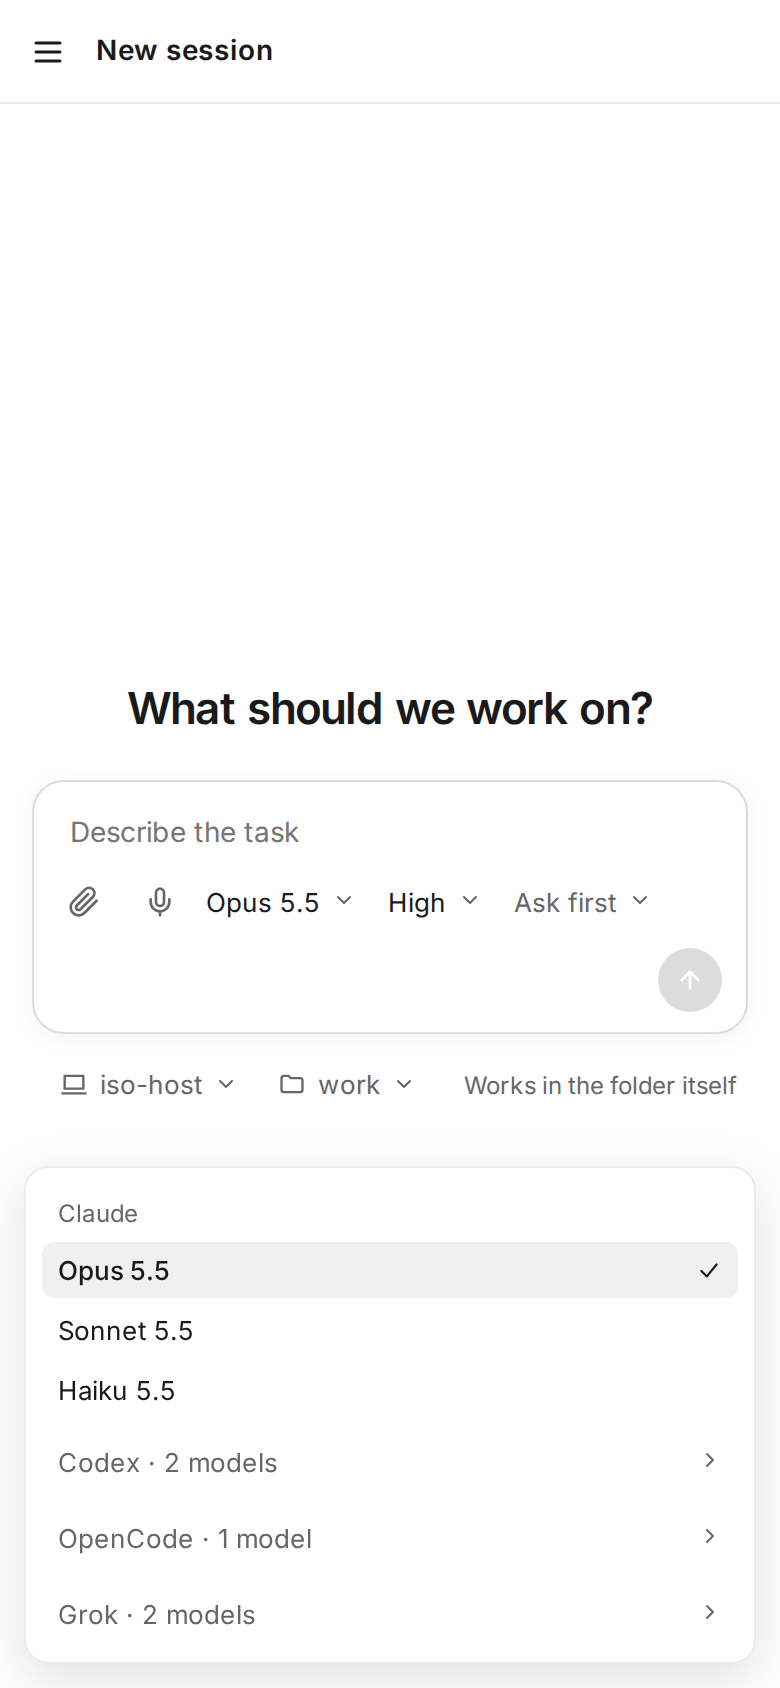 New session
What should we work on?
Describe the task
Opus 5.5 High Ask first
iso-host work Works in the folder itself
Claude
Opus 5.5
Sonnet 5.5
Haiku 5.5
Codex · 2 models
OpenCode · 1 model
Grok · 2 models